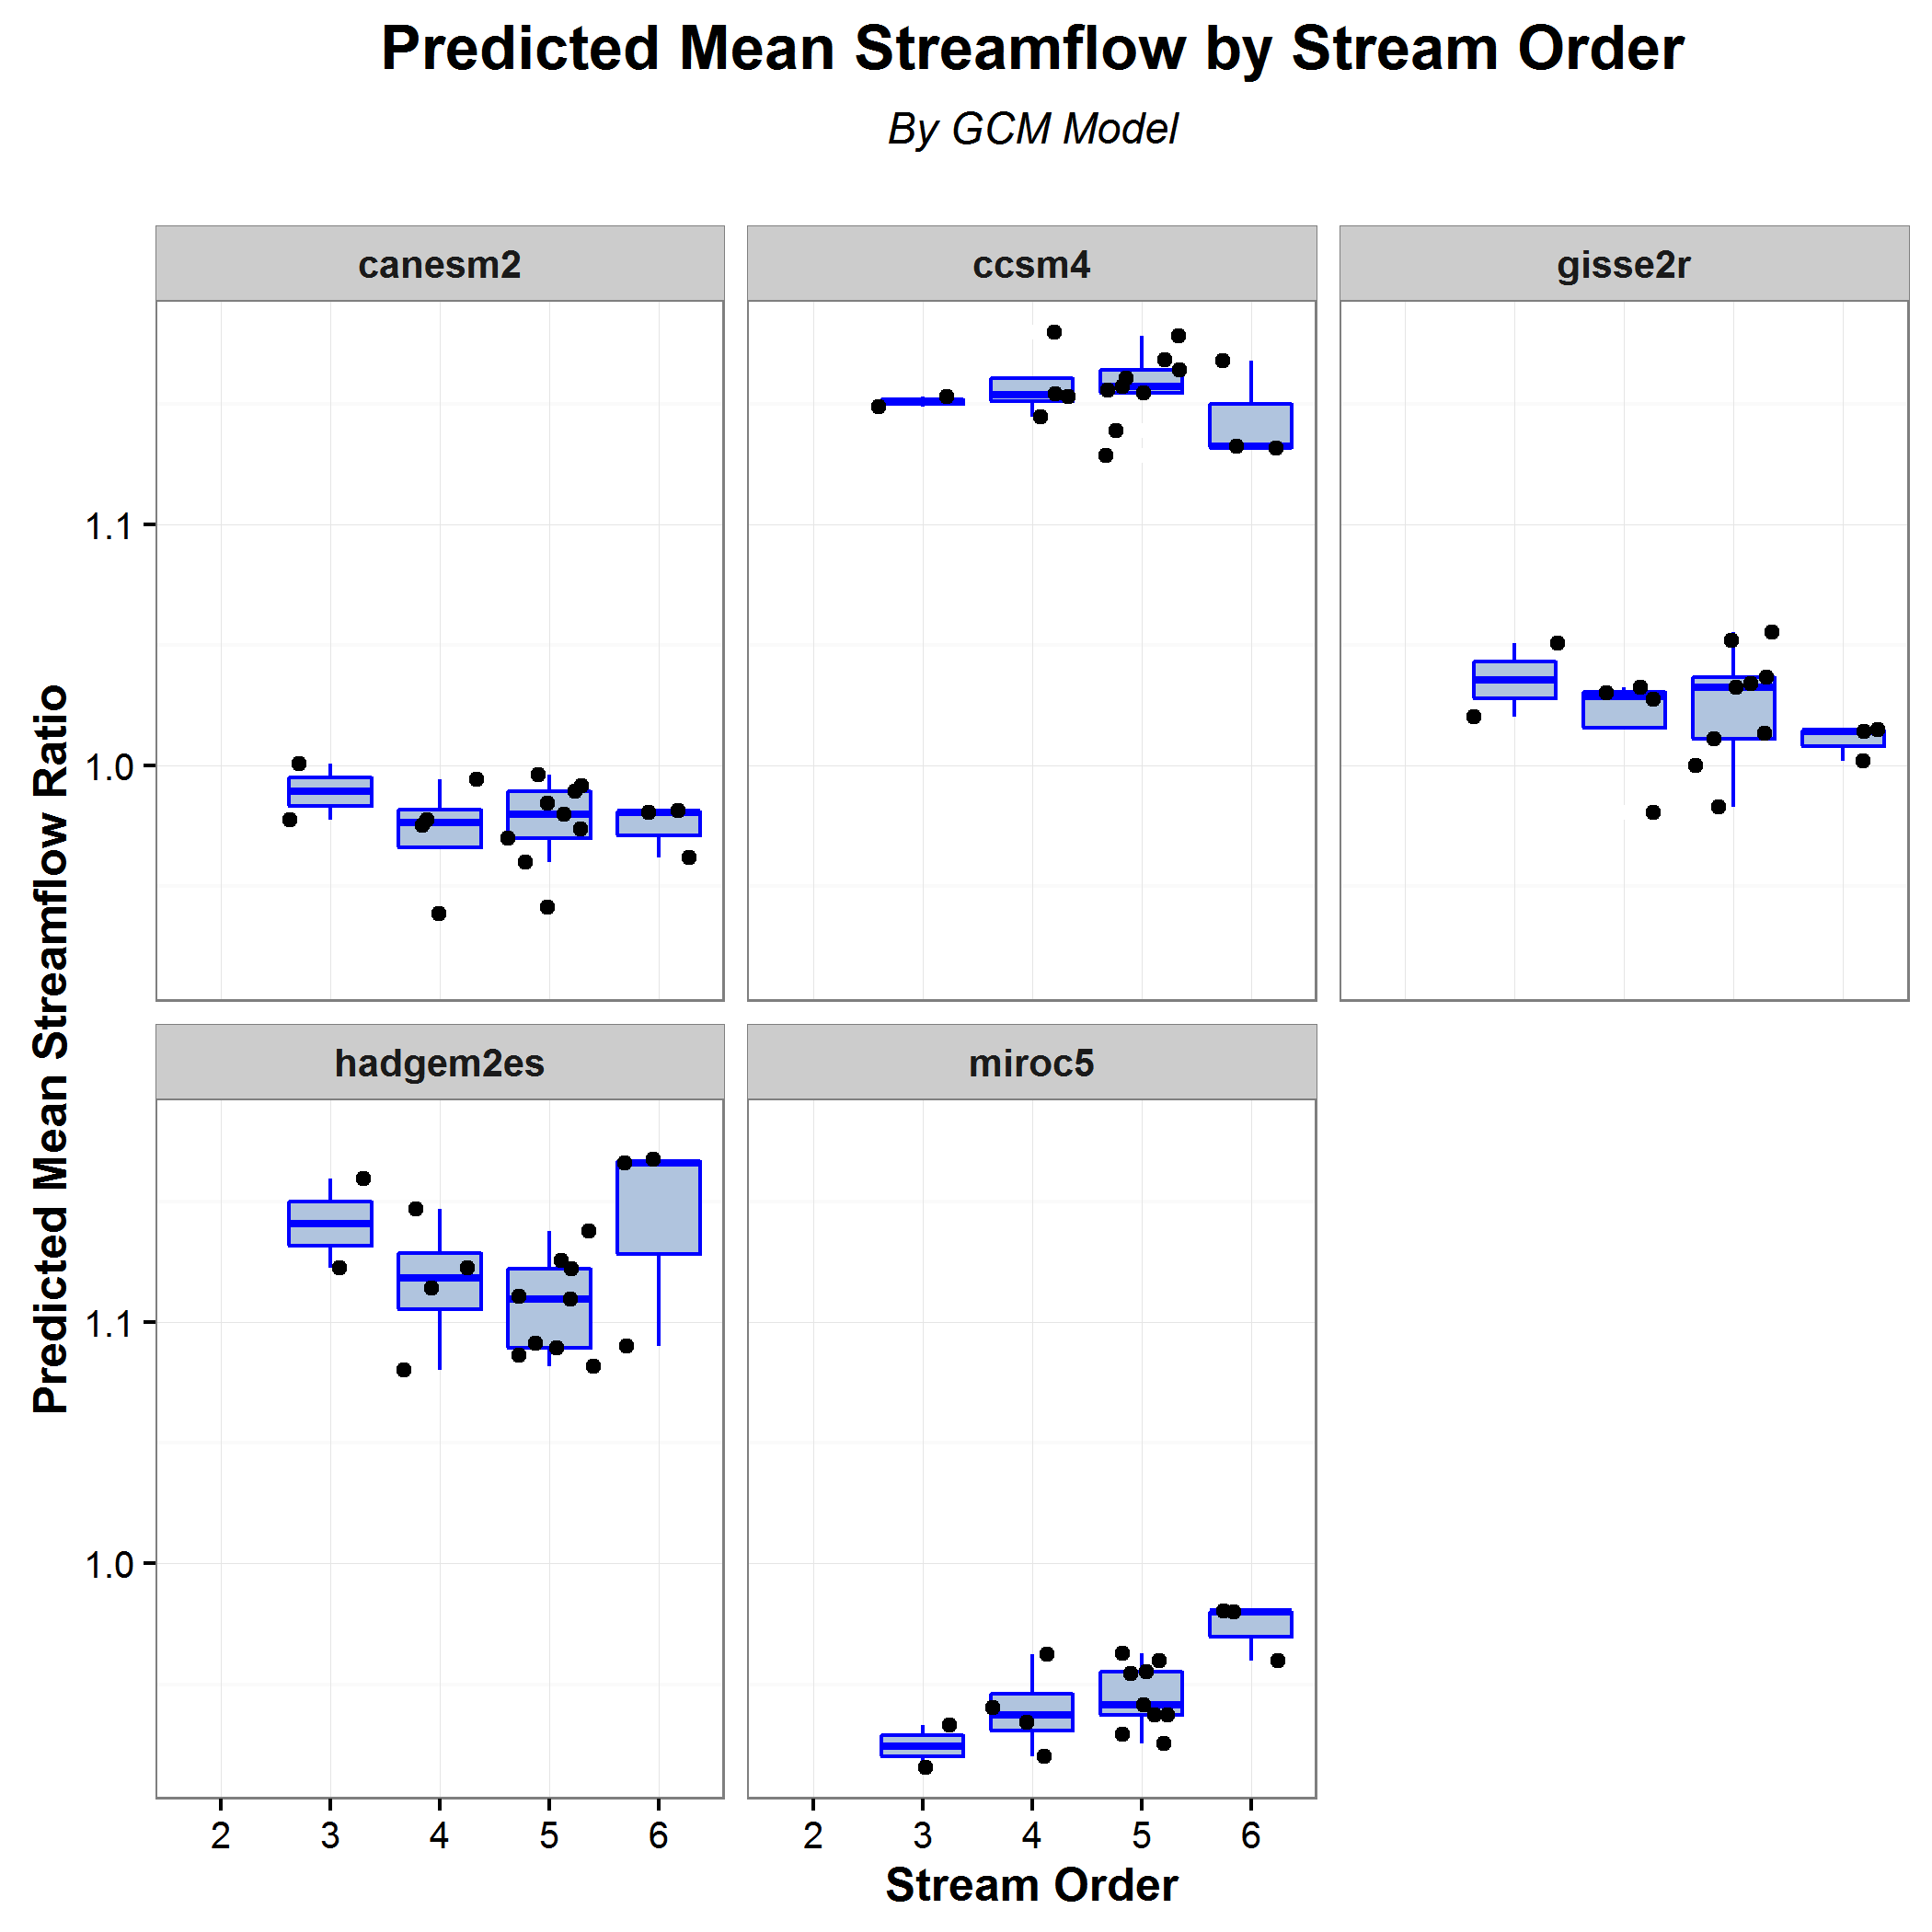 Predicted Mean Streamflow by Stream Order
By GCM Model
canesm2
ccsm4
gisse2r
1.1
1.0
Predicted Mean Streamflow Ratio
hadgem2es
miroc5
1.1
1.0
2 3 4 5 6
2 3 4 5 6
Stream Order